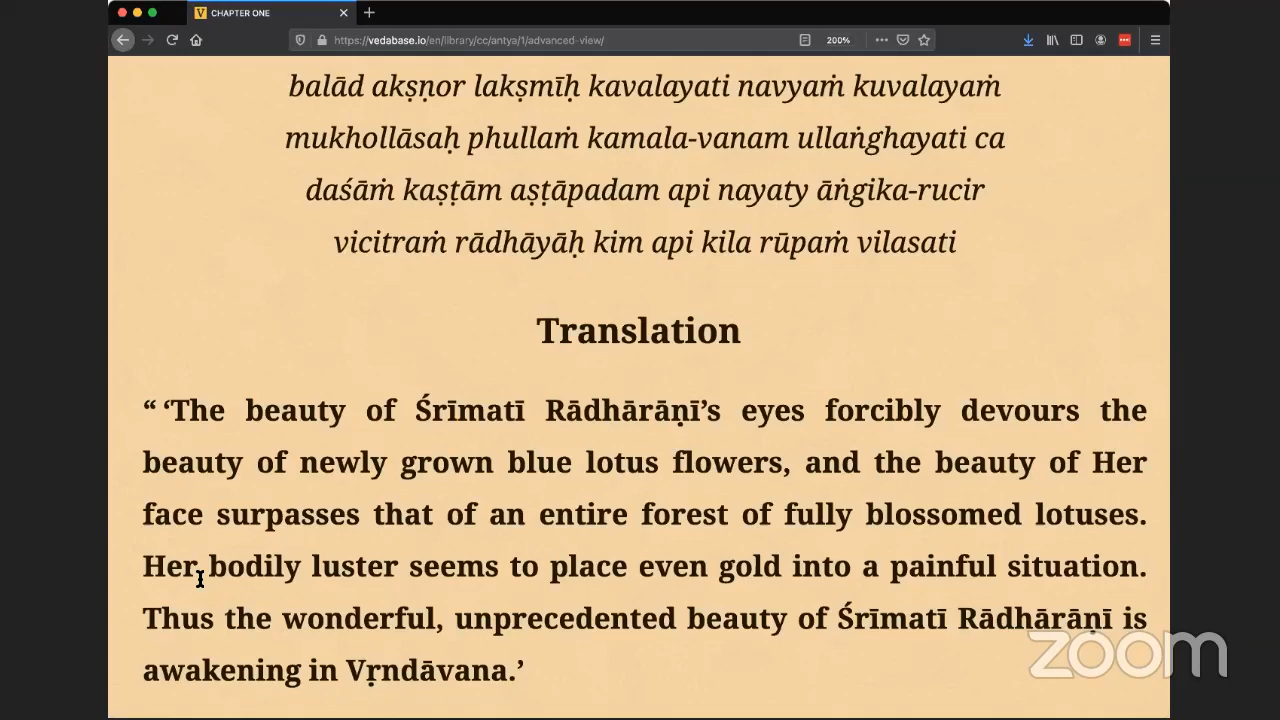 CHAPTER ONE
https://vedabase.io/en/library/cc/antya/1/advanced-view/
200%
balād akṣṇor lakṣmīḥ kavalayati navyaṁ kuvalayaṁ
mukhollāsaḥ phullaṁ kamala-vanam ullaṅghayati ca
daśāṁ kaṣṭām aṣṭāpadam api nayaty āṅgika-rucir
vicitraṁ rādhāyāḥ kim api kila rūpaṁ vilasati
Translation
“ ‘The beauty of Śrīmatī Rādhārāṇī’s eyes forcibly devours the
beauty of newly grown blue lotus flowers, and the beauty of Her
face surpasses that of an entire forest of fully blossomed lotuses.
Her bodily luster seems to place even gold into a painful situation.
Thus the wonderful, unprecedented beauty of Śrīmatī Rādhārāṇī is
awakening in Vṛndāvana.’
zoom